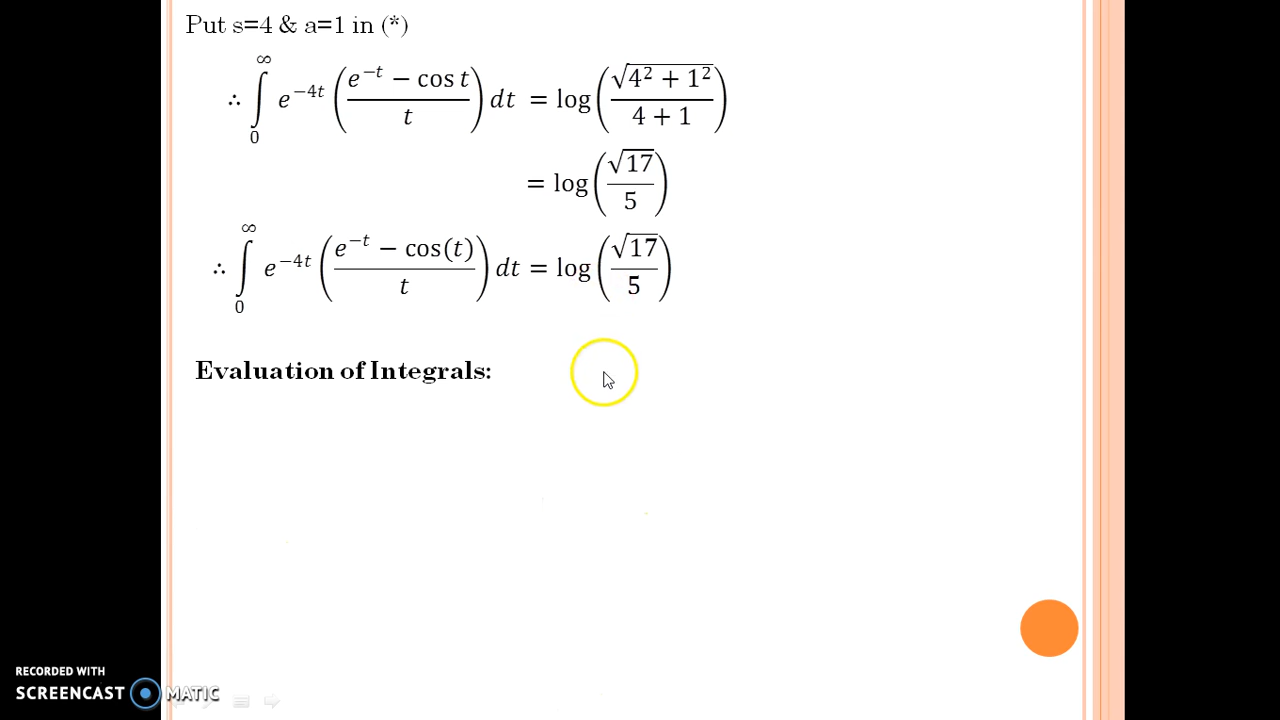 Put s=4 & a=1 in (*)
∴ ∫₀^∞ e^{−4t} ((e^{−t} − cos t)/t) dt = log(√(4² + 1²)/(4 + 1))
= log(√17/5)
∴ ∫₀^∞ e^{−4t} ((e^{−t} − cos(t))/t) dt = log(√17/5)
Evaluation of Integrals:
RECORDED WITH
SCREENCAST MATIC